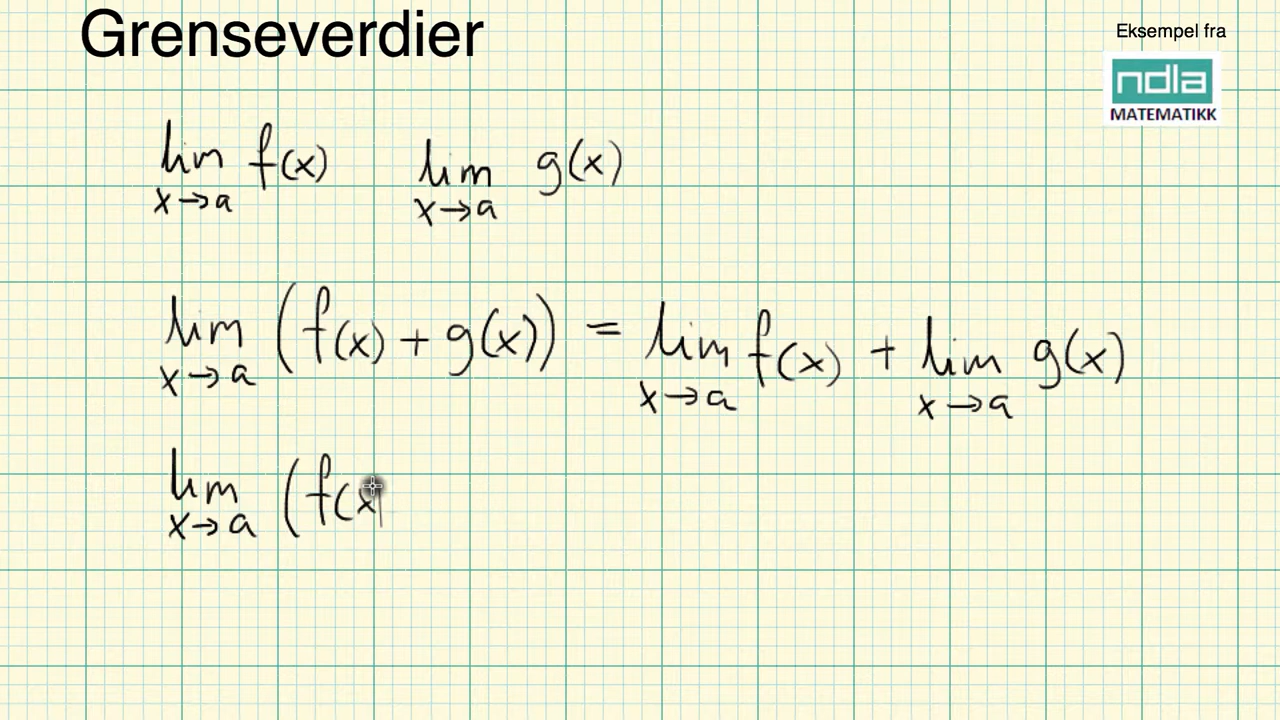 Grenseverdier
Eksempel fra
ndla
MATEMATIKK
lim f(x) lim g(x)
x→a x→a
lim (f(x) + g(x)) = lim f(x) + lim g(x)
x→a x→a x→a
lim (f(x)
x→a